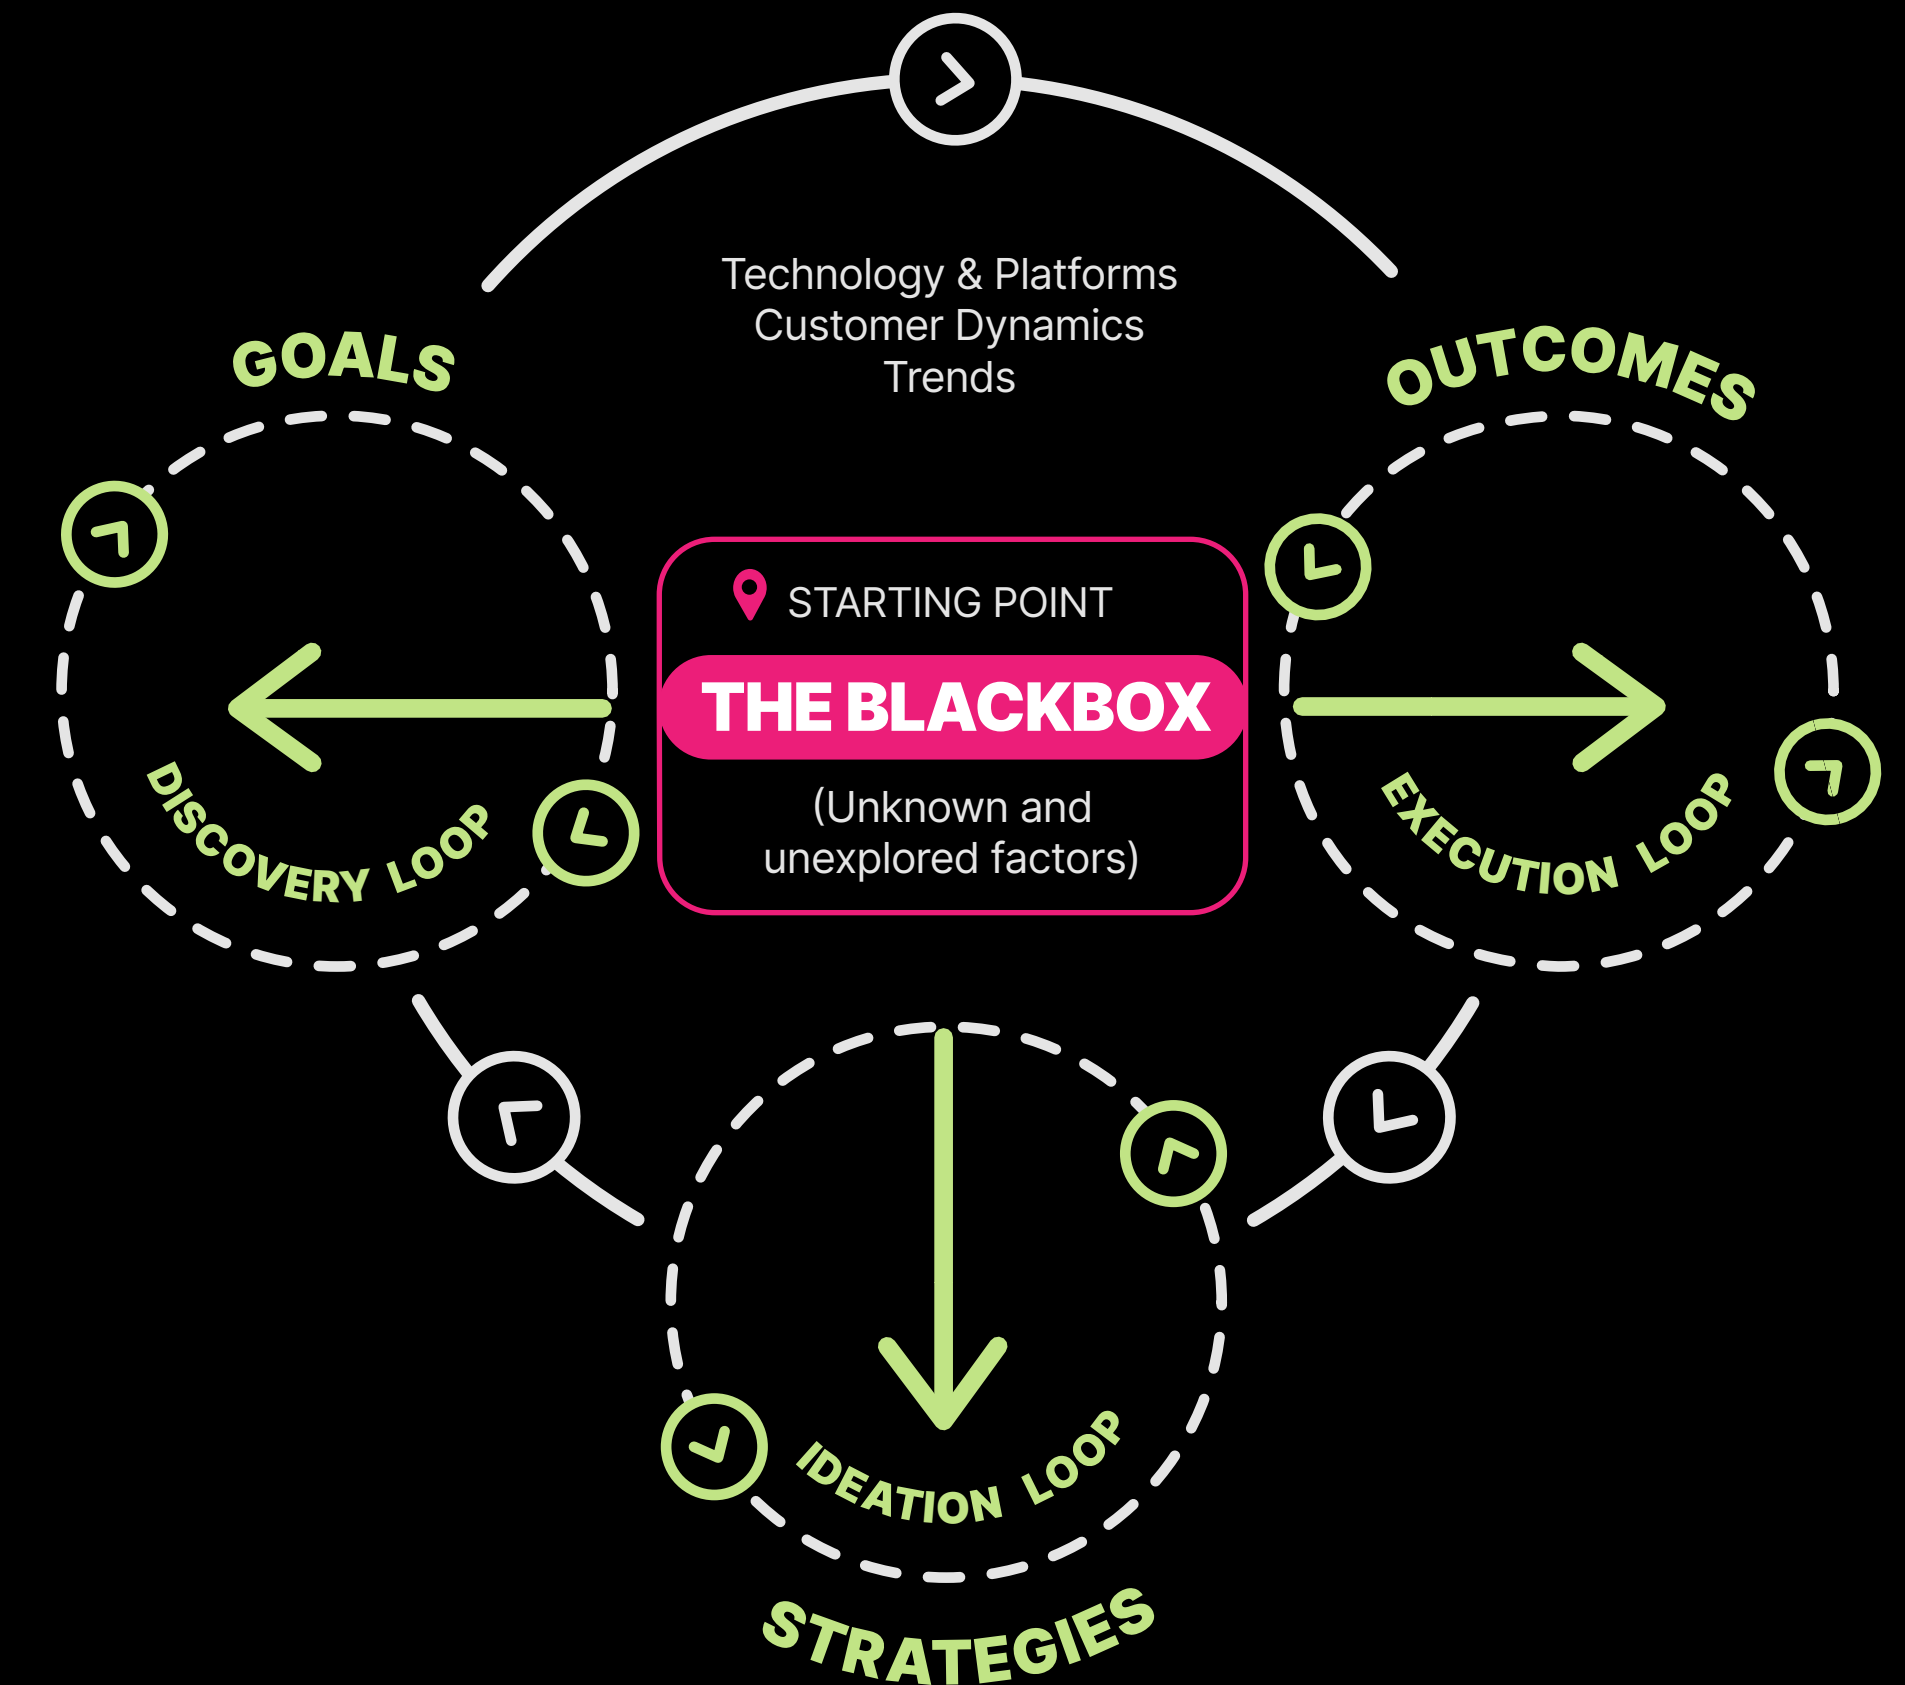 Technology & Platforms
Customer Dynamics
Trends
GOALS
OUTCOMES
STARTING POINT
THE BLACKBOX
(Unknown and
unexplored factors)
DISCOVERY LOOP
EXECUTION LOOP
IDEATION LOOP
STRATEGIES